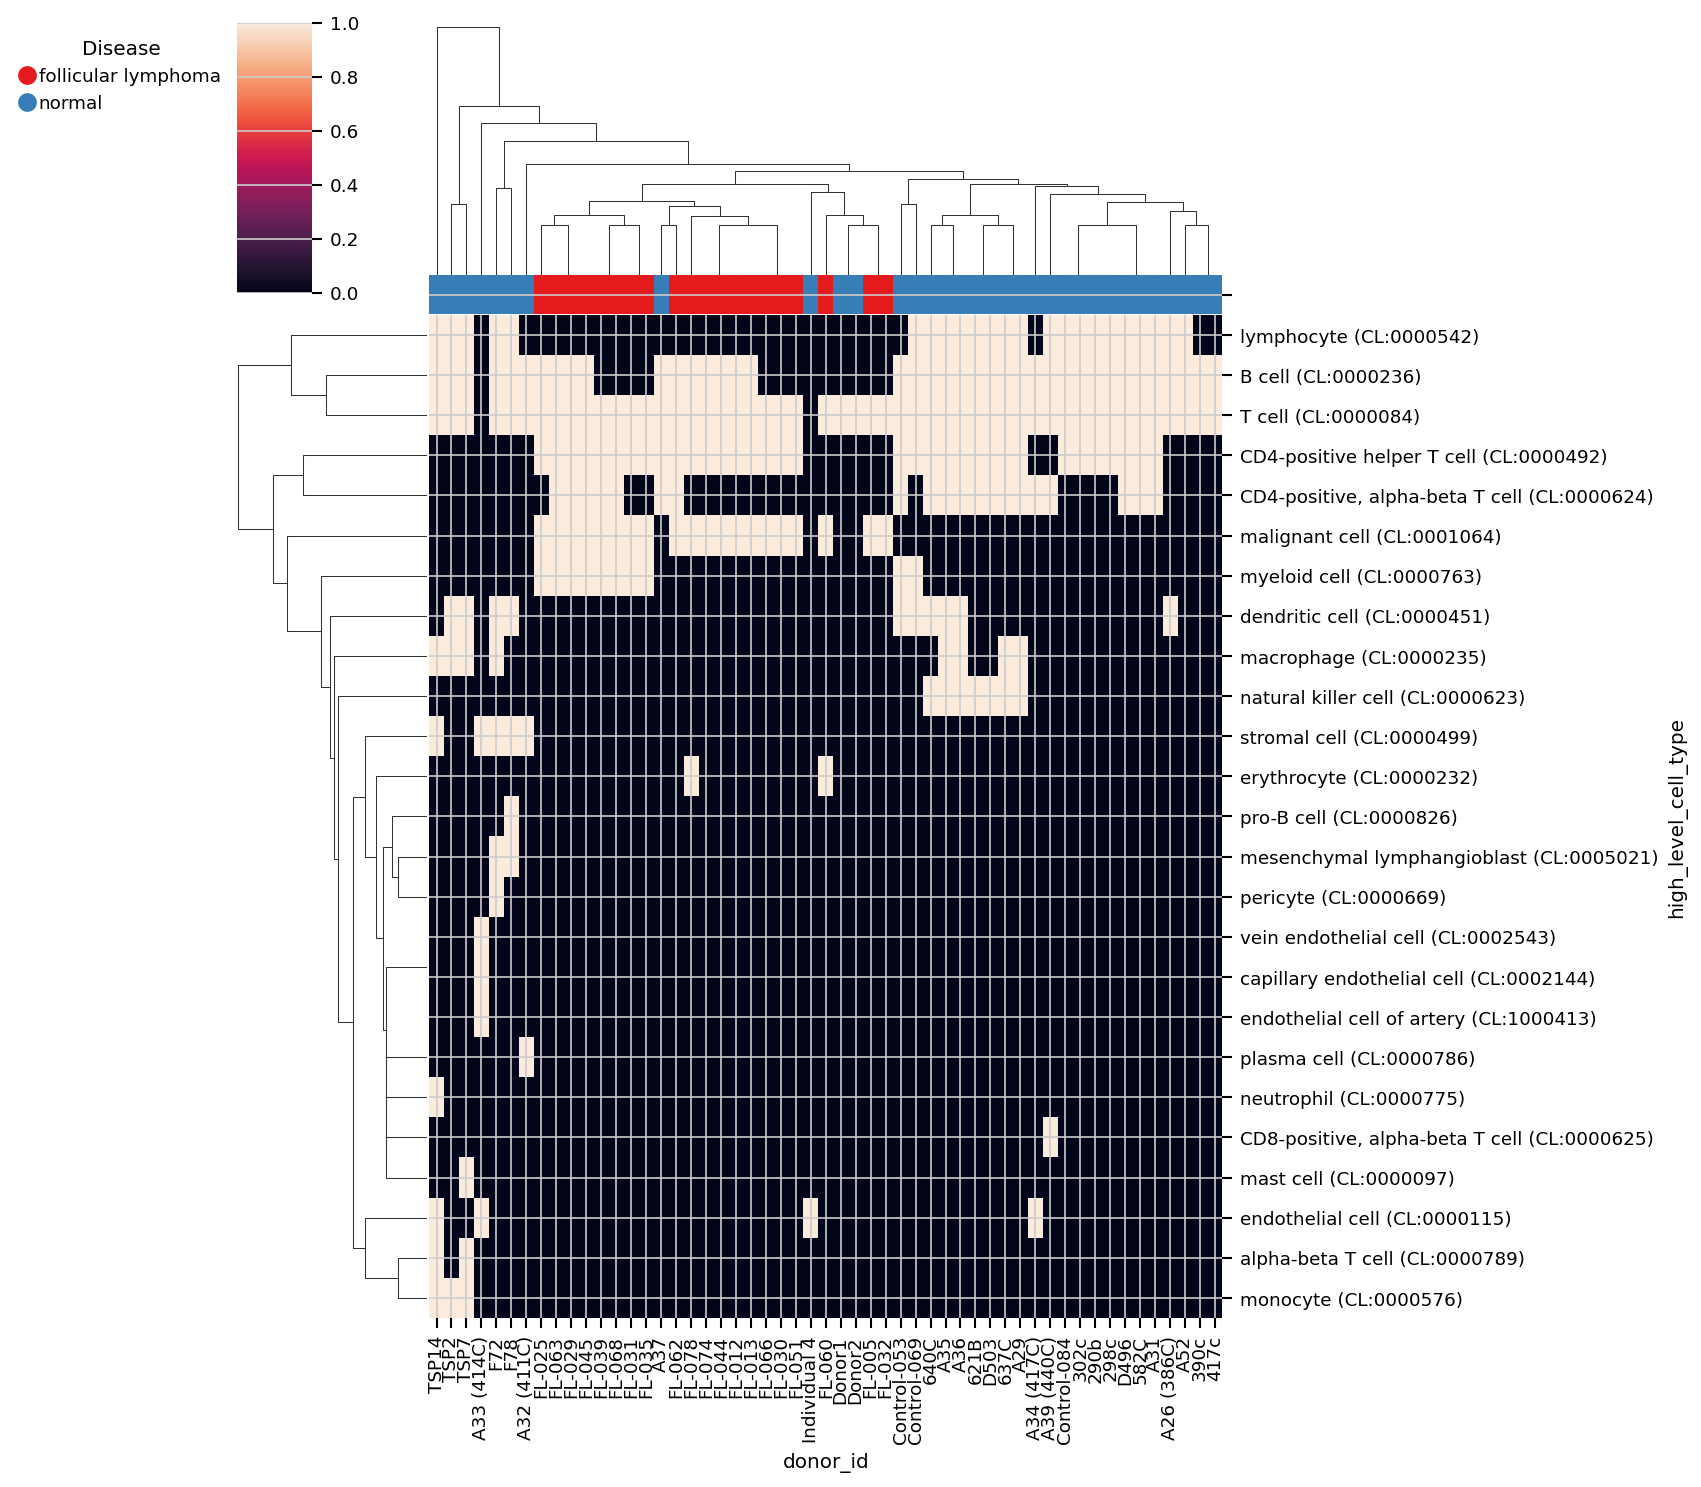 Disease
follicular lymphoma
normal
1.0
0.8
0.6
0.4
0.2
0.0
lymphocyte (CL:0000542)
B cell (CL:0000236)
T cell (CL:0000084)
CD4-positive helper T cell (CL:0000492)
CD4-positive, alpha-beta T cell (CL:0000624)
malignant cell (CL:0001064)
myeloid cell (CL:0000763)
dendritic cell (CL:0000451)
macrophage (CL:0000235)
natural killer cell (CL:0000623)
stromal cell (CL:0000499)
erythrocyte (CL:0000232)
pro-B cell (CL:0000826)
mesenchymal lymphangioblast (CL:0005021)
pericyte (CL:0000669)
vein endothelial cell (CL:0002543)
capillary endothelial cell (CL:0002144)
endothelial cell of artery (CL:1000413)
plasma cell (CL:0000786)
neutrophil (CL:0000775)
CD8-positive, alpha-beta T cell (CL:0000625)
mast cell (CL:0000097)
endothelial cell (CL:0000115)
alpha-beta T cell (CL:0000789)
monocyte (CL:0000576)
high_level_cell_type
TSP14
TSP2
TSP7
A33 (414C)
F72
F78
A32 (411C)
FL-025
FL-063
FL-029
FL-045
FL-039
FL-068
FL-031
FL-035
A37
FL-062
FL-078
FL-074
FL-044
FL-012
FL-013
FL-066
FL-030
FL-051
Individual 4
FL-060
Donor1
Donor2
FL-005
FL-032
Control-053
Control-069
640C
A35
A36
621B
D503
637C
A29
A34 (417C)
A39 (440C)
Control-084
302c
290b
298c
D496
582C
A31
A26 (386C)
A52
390c
417c
donor_id